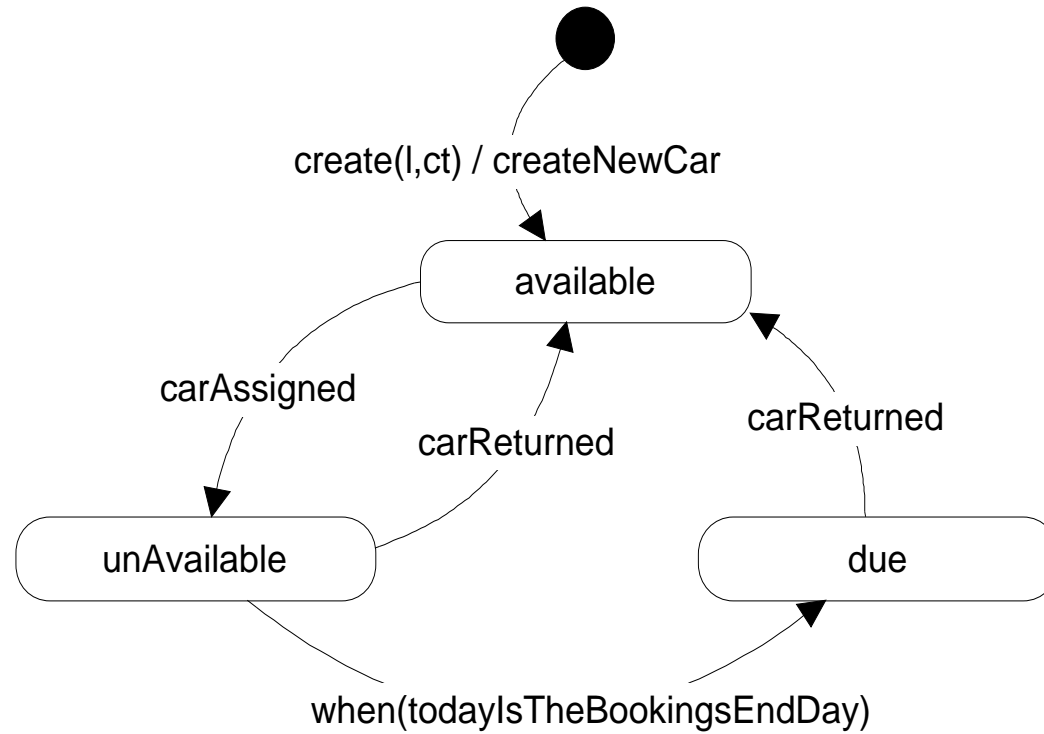 create(l,ct) / createNewCar
available
carAssigned
carReturned
carReturned
unAvailable
due
when(todayIsTheBookingsEndDay)